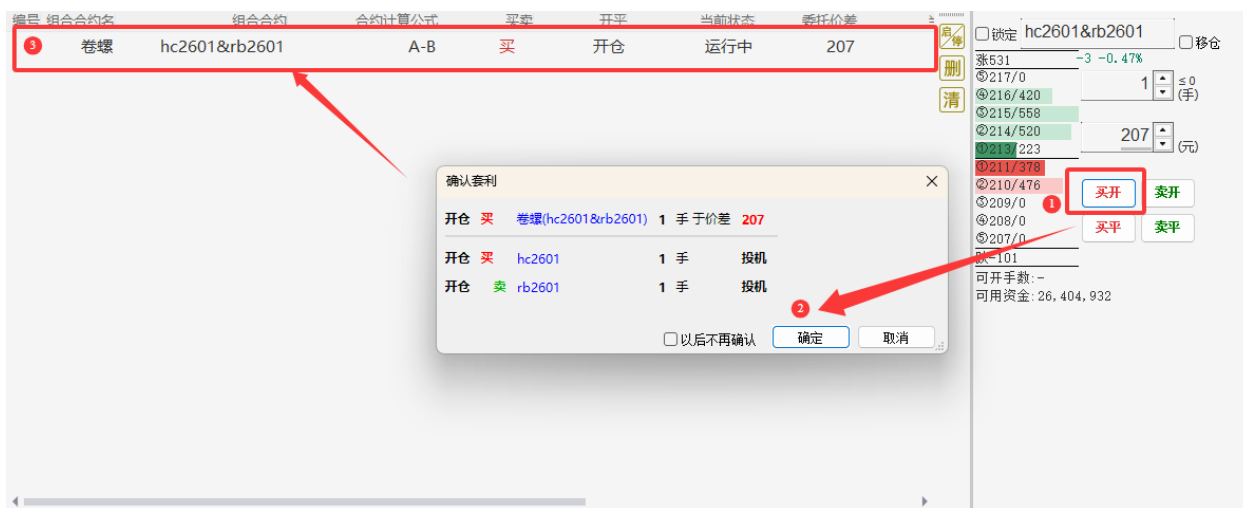 编号 组合合约名 组合合约 合约计算公式 买卖 开平 当前状态 委托价差
3 卷螺 hc2601&rb2601 A-B 买 开仓 运行中 207
启/停
删
清
锁定 hc2601&rb2601 移仓
涨531 -3 -0.47%
⑤217/0
④216/420
③215/558
②214/520
①213/223
①211/378
②210/476
③209/0
④208/0
⑤207/0
跌-101
可开手数:-
可用资金:26,404,932
1 ≤0 (手)
207 (元)
1 买开 卖开
买平 卖平
确认套利
开仓 买 卷螺(hc2601&rb2601) 1 手 于价差 207
开仓 买 hc2601 1 手 投机
开仓 卖 rb2601 1 手 投机
2
以后不再确认 确定 取消